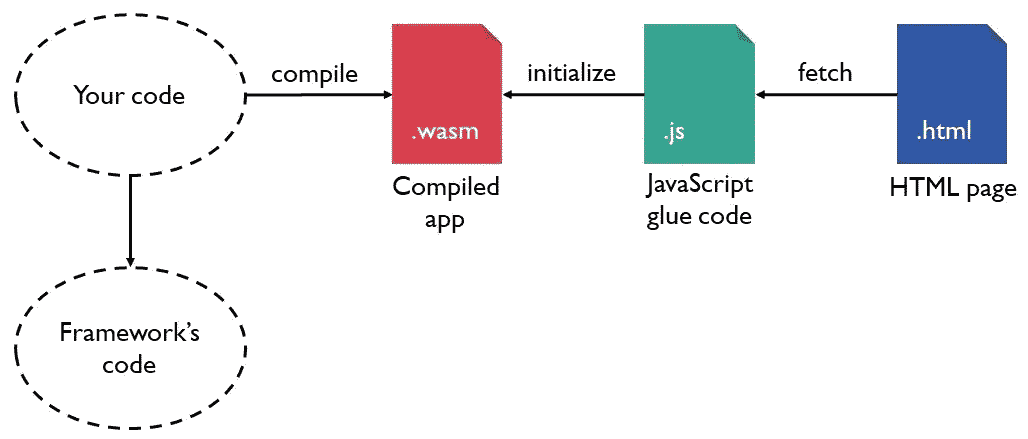 Your code
compile
.wasm
Compiled
app
initialize
.js
JavaScript
glue code
fetch
.html
HTML page
Framework's
code